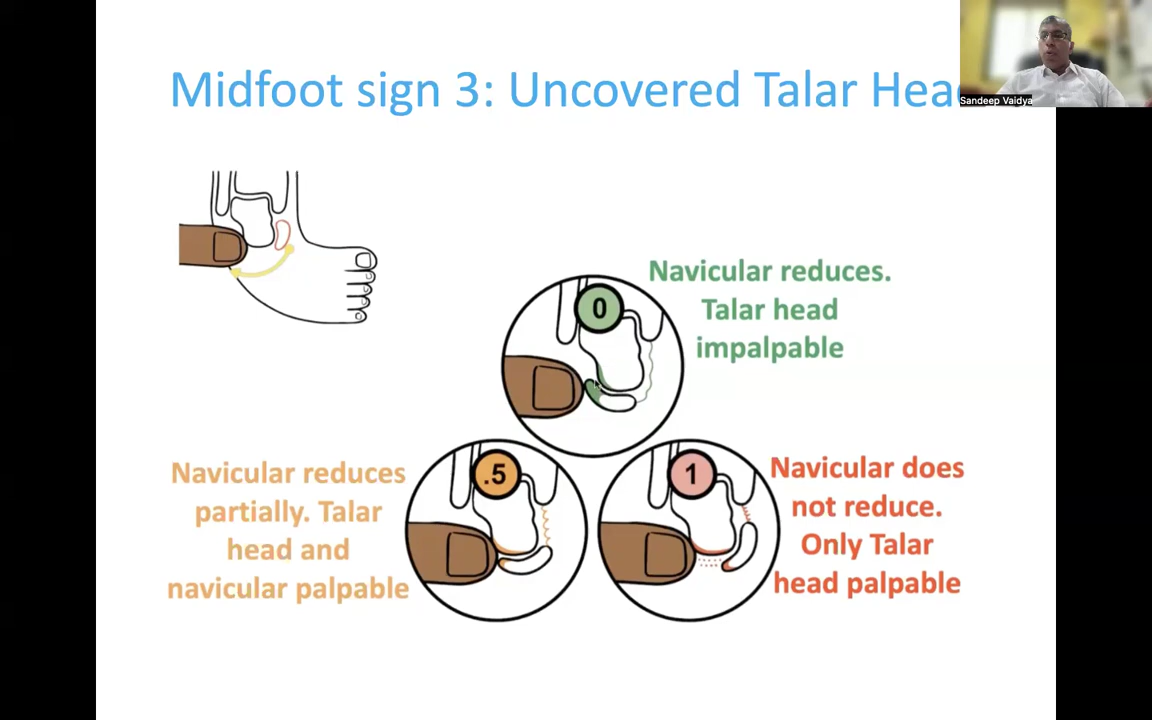 Midfoot sign 3: Uncovered Talar Hea
Sandeep Vaidya
0
Navicular reduces.
Talar head
impalpable
.5
Navicular reduces
partially. Talar
head and
navicular palpable
1
Navicular does
not reduce.
Only Talar
head palpable